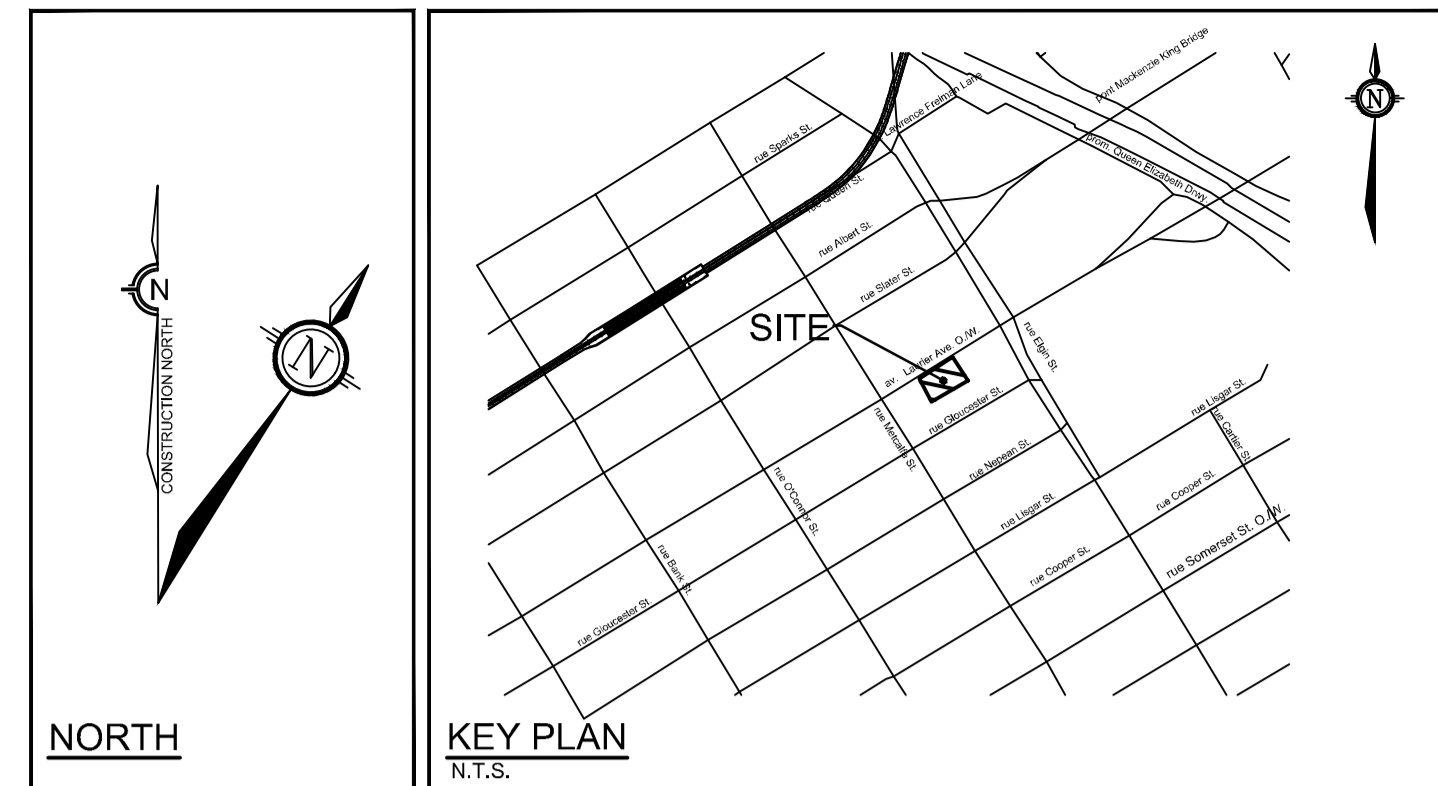 N
CONSTRUCTION NORTH
N
NORTH
pont Mackenzie King Bridge
N
Lawrence Freiman Lane
rue Sparks St.
prom. Queen Elizabeth Drwy.
rue Queen St.
rue Albert St.
rue Slater St.
SITE
rue Elgin St.
av. Laurier Ave. O./W.
rue Gloucester St.
rue Metcalfe St.
rue Lisgar St.
rue Cartier St.
rue Nepean St.
rue O'Connor St.
rue Lisgar St.
rue Cooper St.
rue Somerset St. O./W.
rue Cooper St.
rue Bank St.
rue Gloucester St.
KEY PLAN
N.T.S.